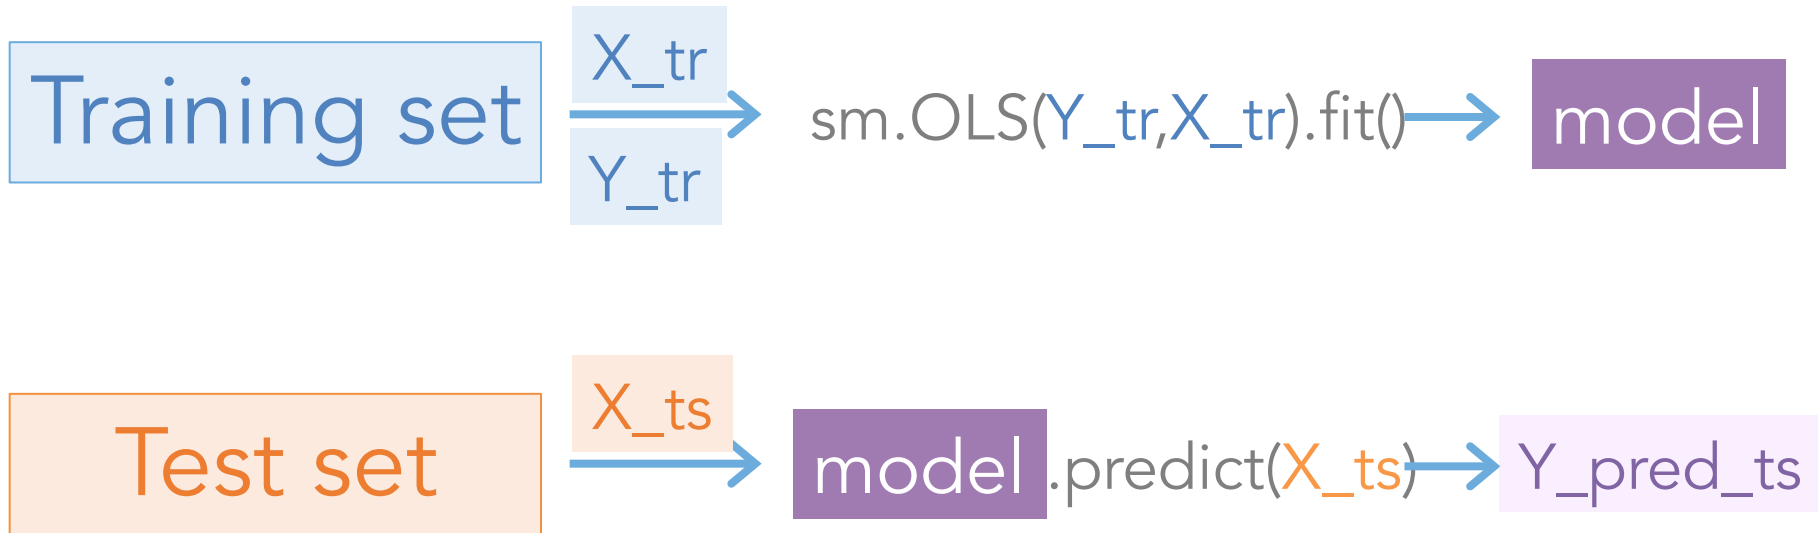 Training set
X_tr
Y_tr
sm.OLS(Y_tr,X_tr).fit()
model
Test set
X_ts
model.predict(X_ts)
Y_pred_ts